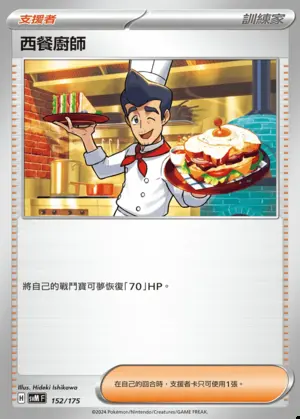 支援者
訓練家
西餐廚師
將自己的戰鬥寶可夢恢復「70」HP。
Illus. Hideki Ishikawa
H SVM F 152/175
在自己的回合時，支援者卡只可使用1張。
©2024 Pokémon/Nintendo/Creatures/GAME FREAK.